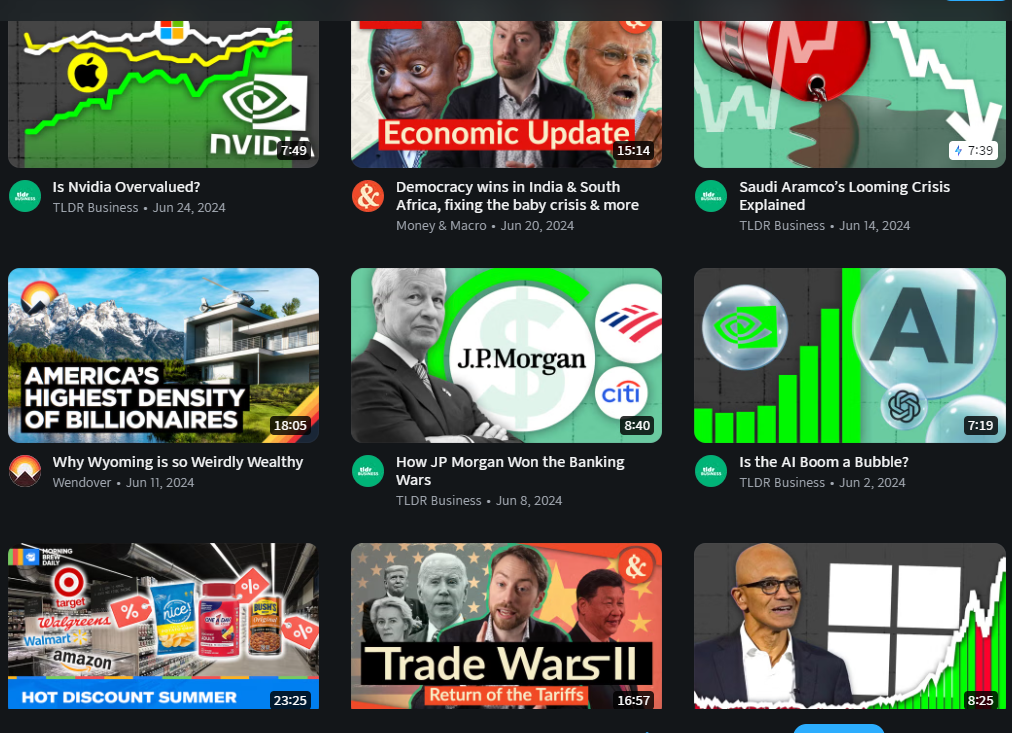 nVIDIA
7:49
Economic Update
15:14
7:39
Is Nvidia Overvalued?
TLDR Business • Jun 24, 2024
Democracy wins in India & South
Africa, fixing the baby crisis & more
Money & Macro • Jun 20, 2024
Saudi Aramco’s Looming Crisis
Explained
TLDR Business • Jun 14, 2024
AMERICA'S
HIGHEST DENSITY
OF BILLIONAIRES
18:05
J.P.Morgan
citi
8:40
AI
7:19
Why Wyoming is so Weirdly Wealthy
Wendover • Jun 11, 2024
How JP Morgan Won the Banking
Wars
TLDR Business • Jun 8, 2024
Is the AI Boom a Bubble?
TLDR Business • Jun 2, 2024
MORNING
BREW
DAILY
target
Walgreens
Walmart
amazon
nice!
ONE A DAY
BUSH'S
Original
%
%
%
HOT DISCOUNT SUMMER
23:25
&
Trade Wars II
Return of the Tariffs
16:57
8:25